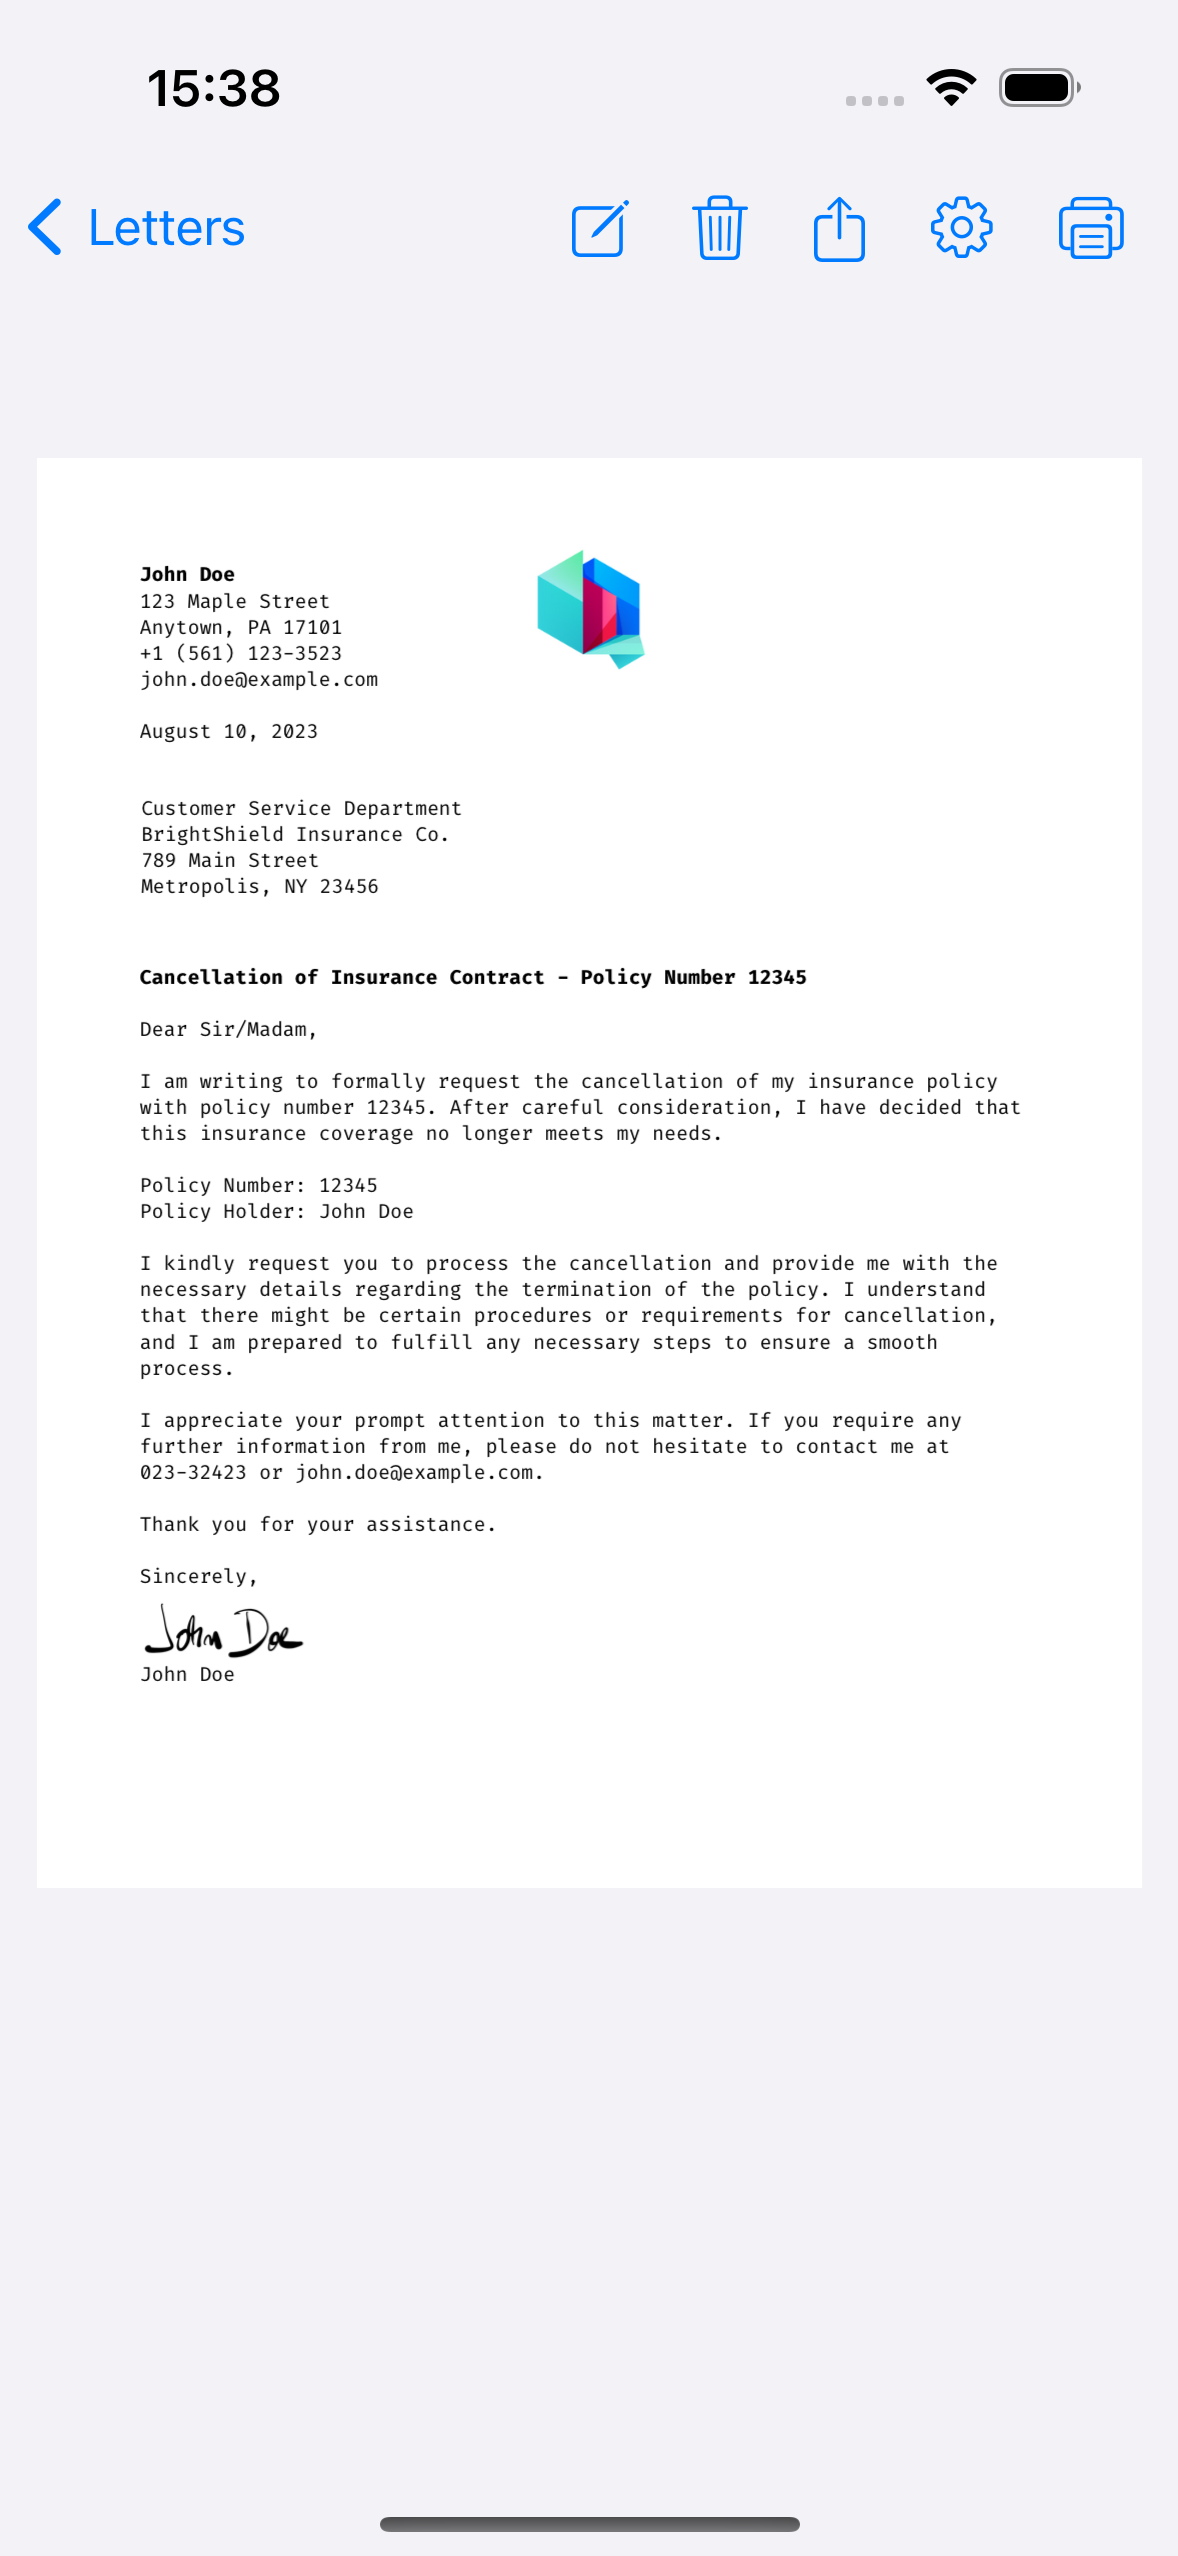 15:38
Letters
John Doe
123 Maple Street
Anytown, PA 17101
+1 (561) 123-3523
john.doe@example.com
August 10, 2023
Customer Service Department
BrightShield Insurance Co.
789 Main Street
Metropolis, NY 23456
Cancellation of Insurance Contract - Policy Number 12345
Dear Sir/Madam,
I am writing to formally request the cancellation of my insurance policy
with policy number 12345. After careful consideration, I have decided that
this insurance coverage no longer meets my needs.
Policy Number: 12345
Policy Holder: John Doe
I kindly request you to process the cancellation and provide me with the
necessary details regarding the termination of the policy. I understand
that there might be certain procedures or requirements for cancellation,
and I am prepared to fulfill any necessary steps to ensure a smooth
process.
I appreciate your prompt attention to this matter. If you require any
further information from me, please do not hesitate to contact me at
023-32423 or john.doe@example.com.
Thank you for your assistance.
Sincerely,
John Doe
John Doe